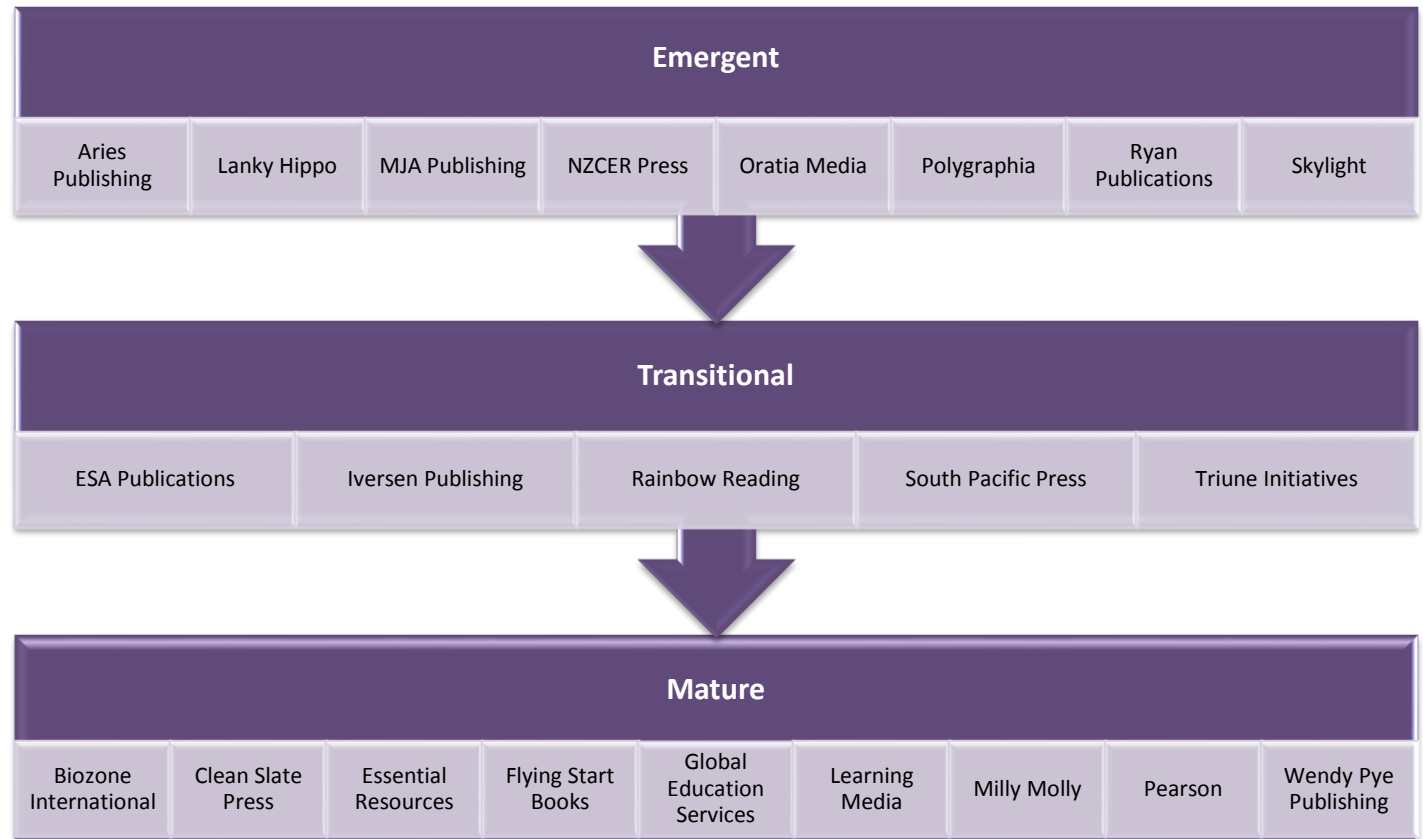 Emergent
Aries
Publishing
Lanky Hippo
MJA Publishing
NZCER Press
Oratia Media
Polygraphia
Ryan
Publications
Skylight
Transitional
ESA Publications
Iversen Publishing
Rainbow Reading
South Pacific Press
Triune Initiatives
Mature
Biozone
International
Clean Slate
Press
Essential
Resources
Flying Start
Books
Global
Education
Services
Learning
Media
Milly Molly
Pearson
Wendy Pye
Publishing